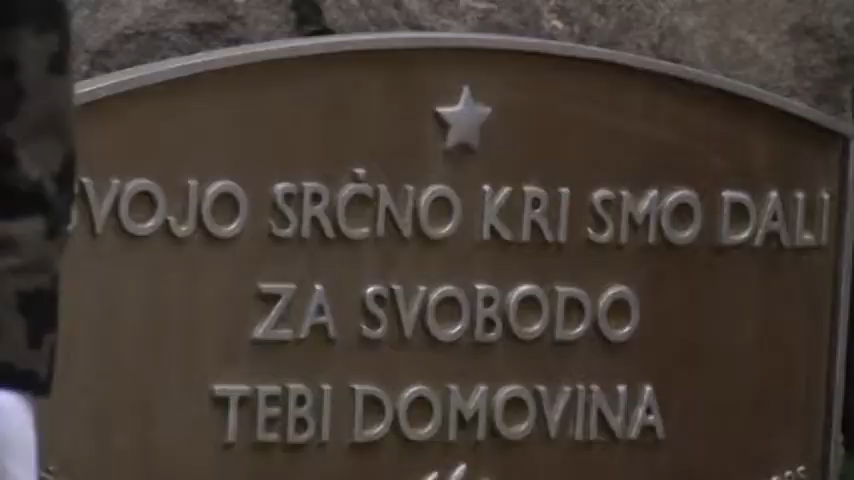 SVOJO SRČNO KRI SMO DALI
ZA SVOBODO
TEBI DOMOVINA